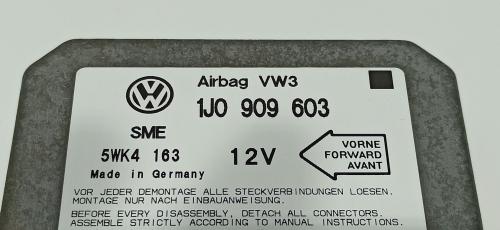 Airbag VW3
1J0 909 603
SME
5WK4 163
12V
Made in Germany
VORNE
FORWARD
AVANT
VOR JEDER DEMONTAGE ALLE STECKVERBINDUNGEN LOESEN.
MONTAGE NUR NACH EINBAUANWEISUNG.
BEFORE EVERY DISASSEMBLY, DETACH ALL CONNECTORS.
ASSEMBLE STRICTLY ACCORDING TO MANUAL INSTRUCTIONS.